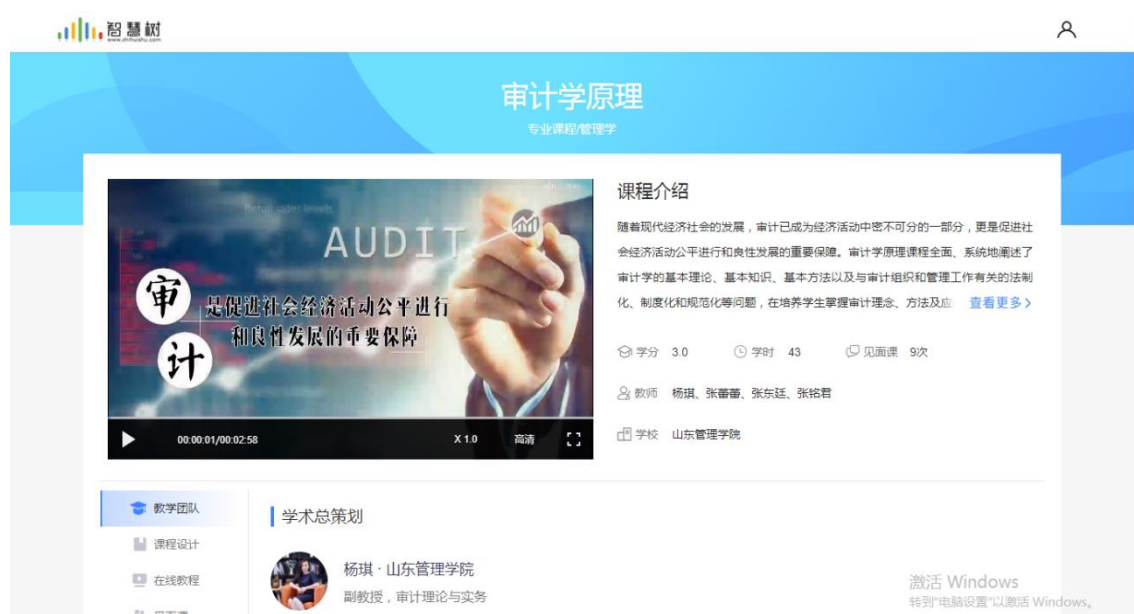 智慧树
www.zhihuishu.com
审计学原理
专业课程/管理学
AUDIT
审计
是促进社会经济活动公平进行
和良性发展的重要保障
00:00:01/00:02:58
X 1.0
高清
课程介绍
随着现代经济社会的发展，审计已成为经济活动中密不可分的一部分，更是促进社
会经济活动公平进行和良性发展的重要保障。审计学原理课程全面、系统地阐述了
审计学的基本理论、基本知识、基本方法以及与审计组织和管理工作有关的法制
化、制度化和规范化等问题，在培养学生掌握审计理念、方法及应 查看更多>
学分 3.0 学时 43 见面课 9次
教师 杨琪、张蕾蕾、张东廷、张铭君
学校 山东管理学院
教学团队
课程设计
在线教程
学术总策划
杨琪 · 山东管理学院
副教授，审计理论与实务
激活 Windows
转到"电脑设置"以激活 Windows。